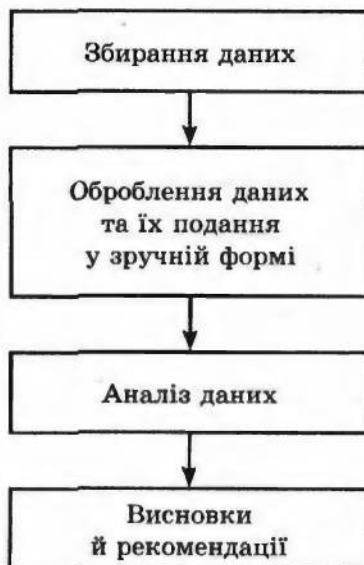 Збирання даних
Оброблення даних
та їх подання
у зручній формі
Аналіз даних
Висновки
й рекомендації